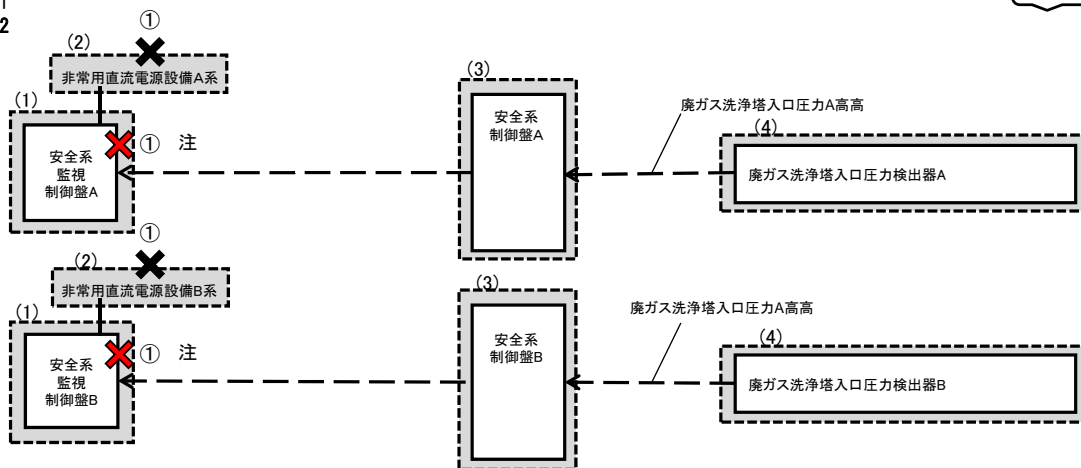 2
①
(2)
非常用直流電源設備A系
(1)
① 注
安全系
監視
制御盤A
(3)
安全系
制御盤A
廃ガス洗浄塔入口圧力A高高
(4)
廃ガス洗浄塔入口圧力検出器A
①
(2)
非常用直流電源設備B系
(1)
① 注
安全系
監視
制御盤B
(3)
安全系
制御盤B
廃ガス洗浄塔入口圧力A高高
(4)
廃ガス洗浄塔入口圧力検出器B